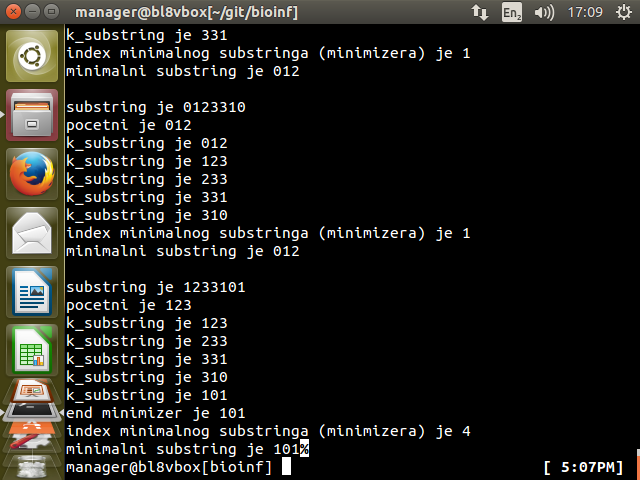 manager@bl8vbox[~/git/bioinf]
En2
17:09
k_substring je 331
index minimalnog substringa (minimizera) je 1
minimalni substring je 012
substring je 0123310
pocetni je 012
k_substring je 012
k_substring je 123
k_substring je 233
k_substring je 331
k_substring je 310
index minimalnog substringa (minimizera) je 1
minimalni substring je 012
substring je 1233101
pocetni je 123
k_substring je 123
k_substring je 233
k_substring je 331
k_substring je 310
k_substring je 101
end minimizer je 101
index minimalnog substringa (minimizera) je 4
minimalni substring je 101%
manager@bl8vbox[bioinf] [ 5:07PM]